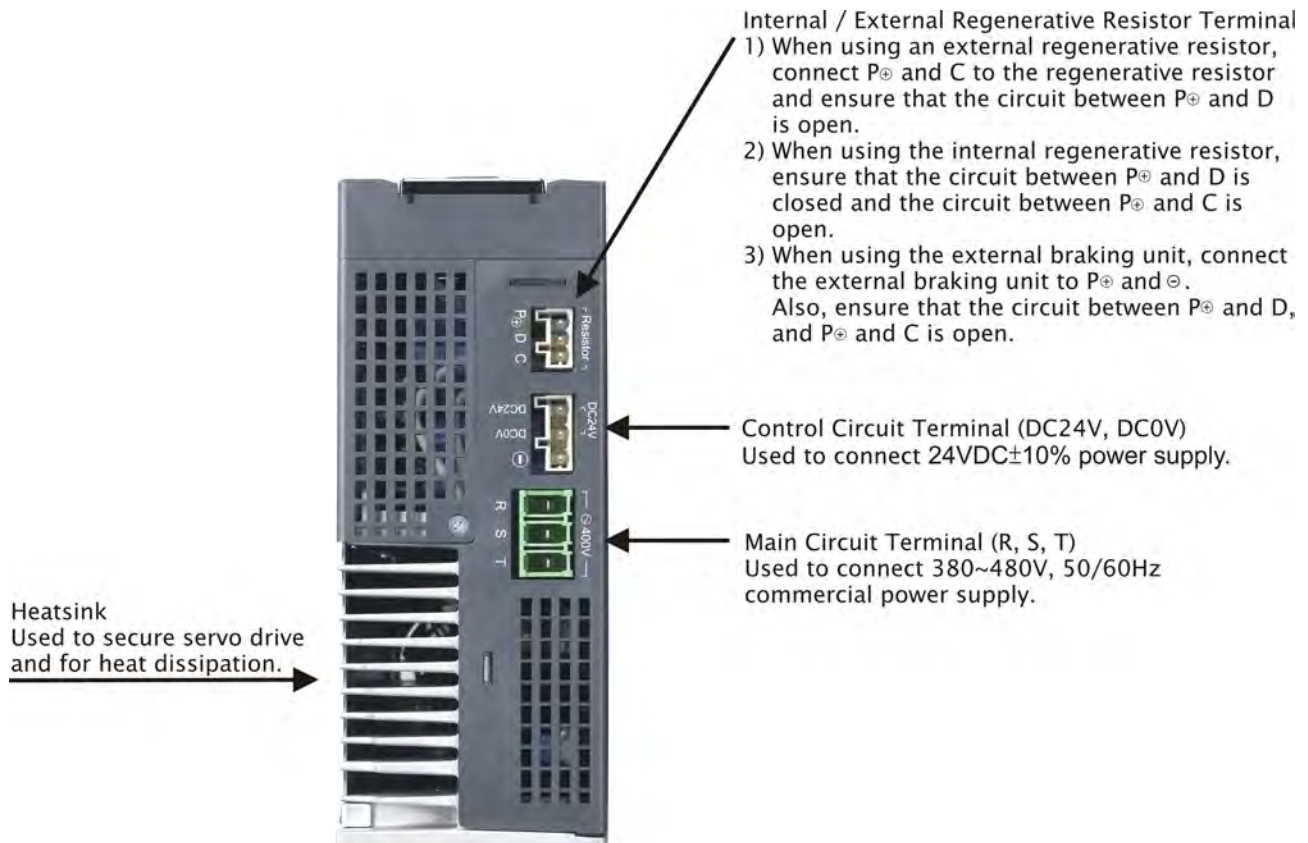 Internal / External Regenerative Resistor Terminal
1) When using an external regenerative resistor,
connect P⊕ and C to the regenerative resistor
and ensure that the circuit between P⊕ and D
is open.
2) When using the internal regenerative resistor,
ensure that the circuit between P⊕ and D is
closed and the circuit between P⊕ and C is
open.
3) When using the external braking unit, connect
the external braking unit to P⊕ and ⊖.
Also, ensure that the circuit between P⊕ and D,
and P⊕ and C is open.
Resistor
P⊕ D C
DC24V
DC24V
DC0V
⊖
Control Circuit Terminal (DC24V, DC0V)
Used to connect 24VDC±10% power supply.
R S T
400V
Main Circuit Terminal (R, S, T)
Used to connect 380~480V, 50/60Hz
commercial power supply.
Heatsink
Used to secure servo drive
and for heat dissipation.